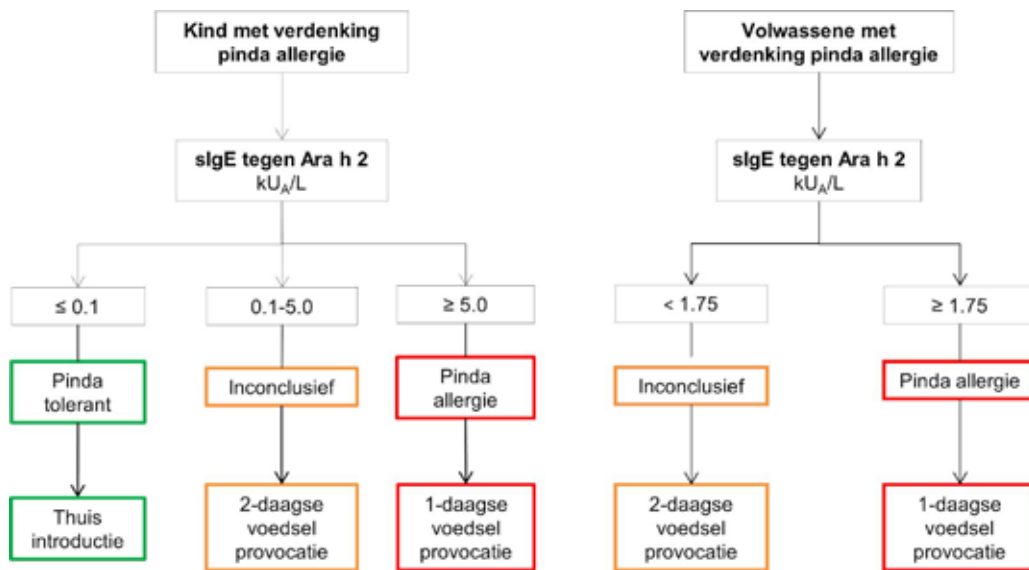 Kind met verdenking
pinda allergie
sIgE tegen Ara h 2
kU_A/L
≤ 0.1
0.1-5.0
≥ 5.0
Pinda
tolerant
Inconclusief
Pinda
allergie
Thuis
introductie
2-daagse
voedsel
provocatie
1-daagse
voedsel
provocatie
Volwassene met
verdenking pinda allergie
sIgE tegen Ara h 2
kU_A/L
< 1.75
≥ 1.75
Inconclusief
Pinda allergie
2-daagse
voedsel
provocatie
1-daagse
voedsel
provocatie